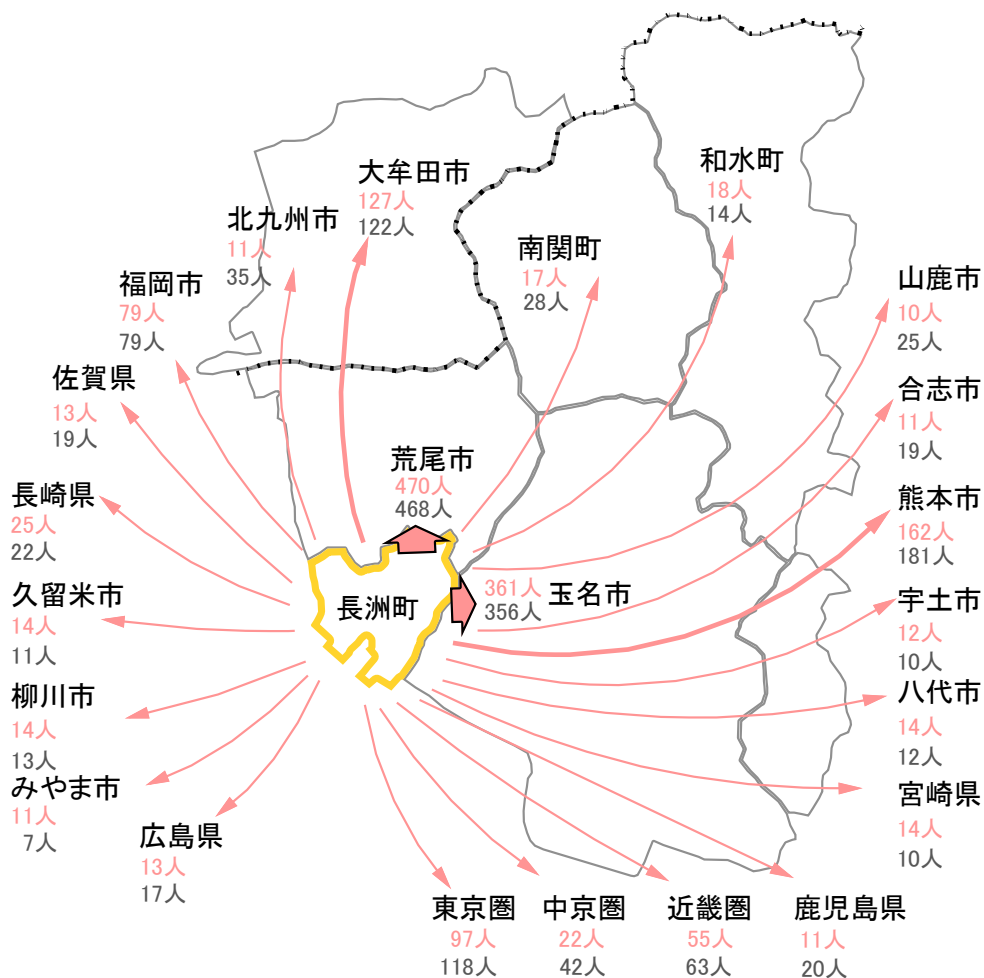 大牟田市
127人
122人
北九州市
11人
35人
福岡市
79人
79人
佐賀県
13人
19人
長崎県
25人
22人
久留米市
14人
11人
柳川市
14人
13人
みやま市
11人
7人
広島県
13人
17人
和水町
18人
14人
南関町
17人
28人
荒尾市
470人
468人
長洲町
361人
356人
玉名市
山鹿市
10人
25人
合志市
11人
19人
熊本市
162人
181人
宇土市
12人
10人
八代市
14人
12人
宮崎県
14人
10人
東京圏
97人
118人
中京圏
22人
42人
近畿圏
55人
63人
鹿児島県
11人
20人